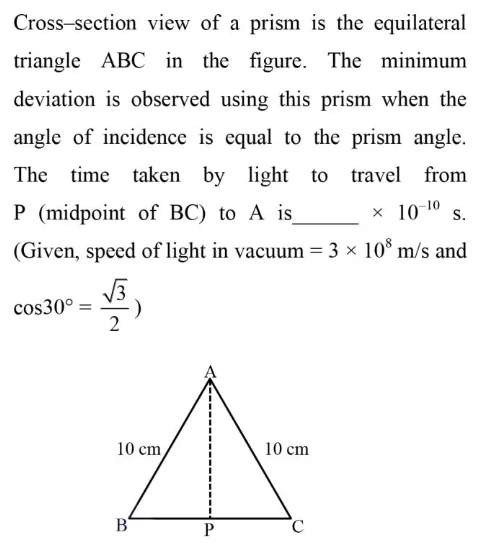 Cross–section view of a prism is the equilateral
triangle ABC in the figure. The minimum
deviation is observed using this prism when the
angle of incidence is equal to the prism angle.
The time taken by light to travel from
P (midpoint of BC) to A is______ × 10⁻¹⁰ s.
(Given, speed of light in vacuum = 3 × 10⁸ m/s and
cos30° = √3/2 )
A
10 cm 10 cm
B P C